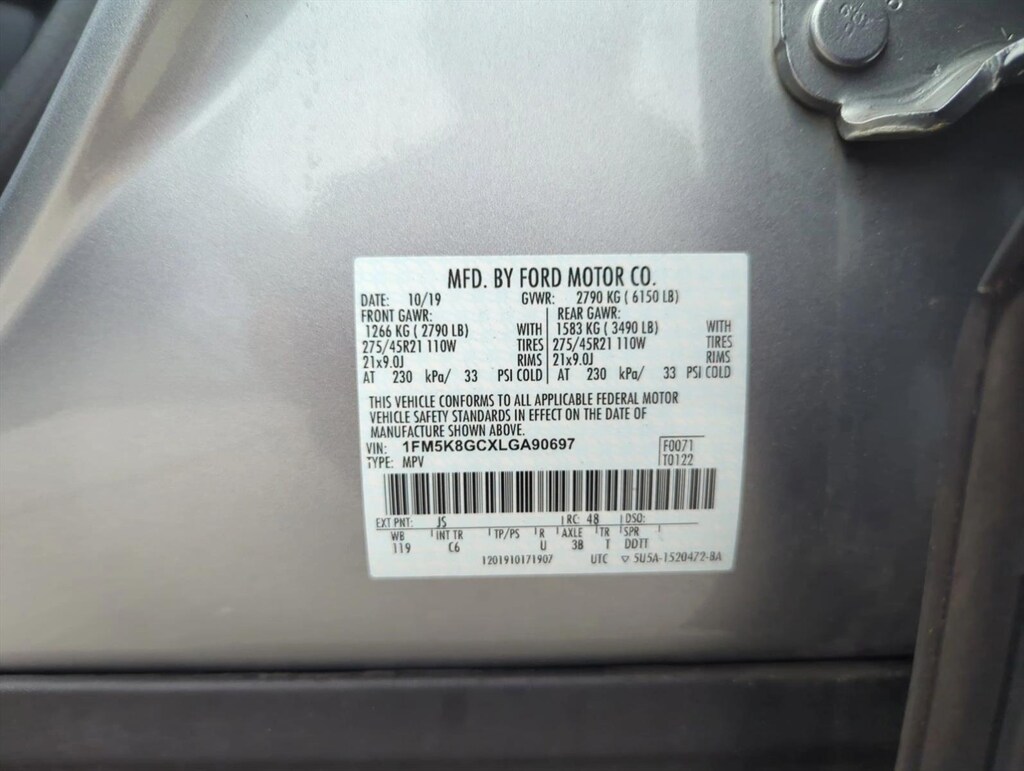 MFD. BY FORD MOTOR CO.
DATE: 10/19 GVWR: 2790 KG ( 6150 LB)
FRONT GAWR: REAR GAWR:
1266 KG ( 2790 LB) WITH 1583 KG ( 3490 LB) WITH
275/45R21 110W TIRES 275/45R21 110W TIRES
21x9.0J RIMS 21x9.0J RIMS
AT 230 kPa/ 33 PSI COLD AT 230 kPa/ 33 PSI COLD
THIS VEHICLE CONFORMS TO ALL APPLICABLE FEDERAL MOTOR
VEHICLE SAFETY STANDARDS IN EFFECT ON THE DATE OF
MANUFACTURE SHOWN ABOVE.
VIN: 1FM5K8GCXLGA90697 F0071
TYPE: MPV T0122
EXT PNT: JS RC: 48 DSO:
WB INT TR TP/PS R AXLE TR SPR
119 C6 U 3B T DDTT
1201910171907 UTC ▽ 5U5A-1520472-BA